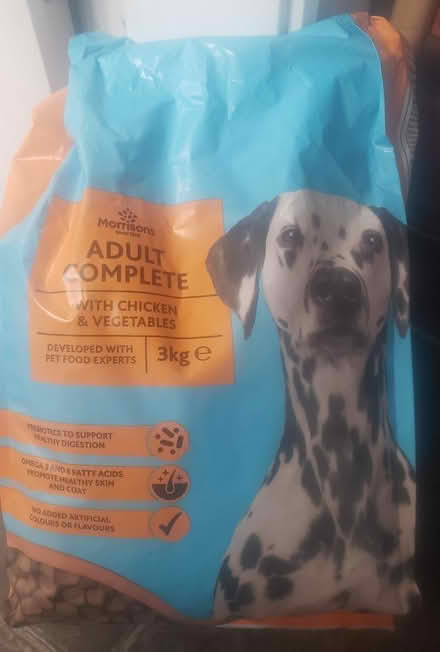 Morrisons
ADULT
COMPLETE
WITH CHICKEN
& VEGETABLES
DEVELOPED WITH
PET FOOD EXPERTS
3kg e
PREBIOTICS TO SUPPORT
HEALTHY DIGESTION
OMEGA 3 AND 6 FATTY ACIDS
PROMOTE HEALTHY SKIN
AND COAT
NO ADDED ARTIFICIAL
COLOURS OR FLAVOURS